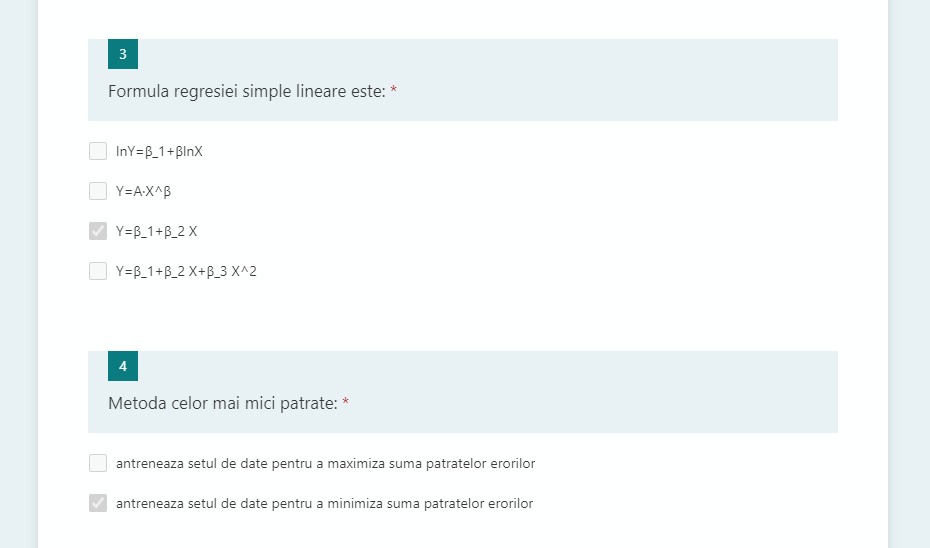 3
Formula regresiei simple lineare este: *
lnY=β_1+βlnX
Y=A·X^β
Y=β_1+β_2 X
Y=β_1+β_2 X+β_3 X^2
4
Metoda celor mai mici patrate: *
antreneaza setul de date pentru a maximiza suma patratelor erorilor
antreneaza setul de date pentru a minimiza suma patratelor erorilor